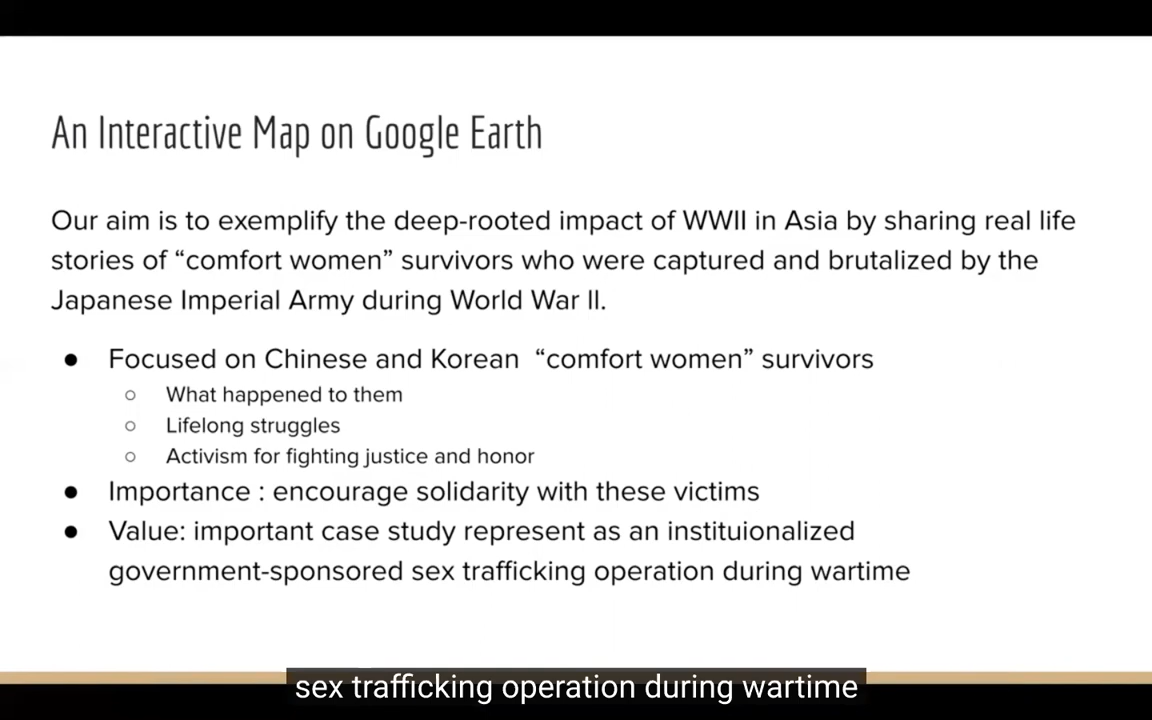 An Interactive Map on Google Earth
Our aim is to exemplify the deep-rooted impact of WWII in Asia by sharing real life
stories of “comfort women” survivors who were captured and brutalized by the
Japanese Imperial Army during World War II.
● Focused on Chinese and Korean “comfort women” survivors
○ What happened to them
○ Lifelong struggles
○ Activism for fighting justice and honor
● Importance : encourage solidarity with these victims
● Value: important case study represent as an instituionalized
government-sponsored sex trafficking operation during wartime
sex trafficking operation during wartime